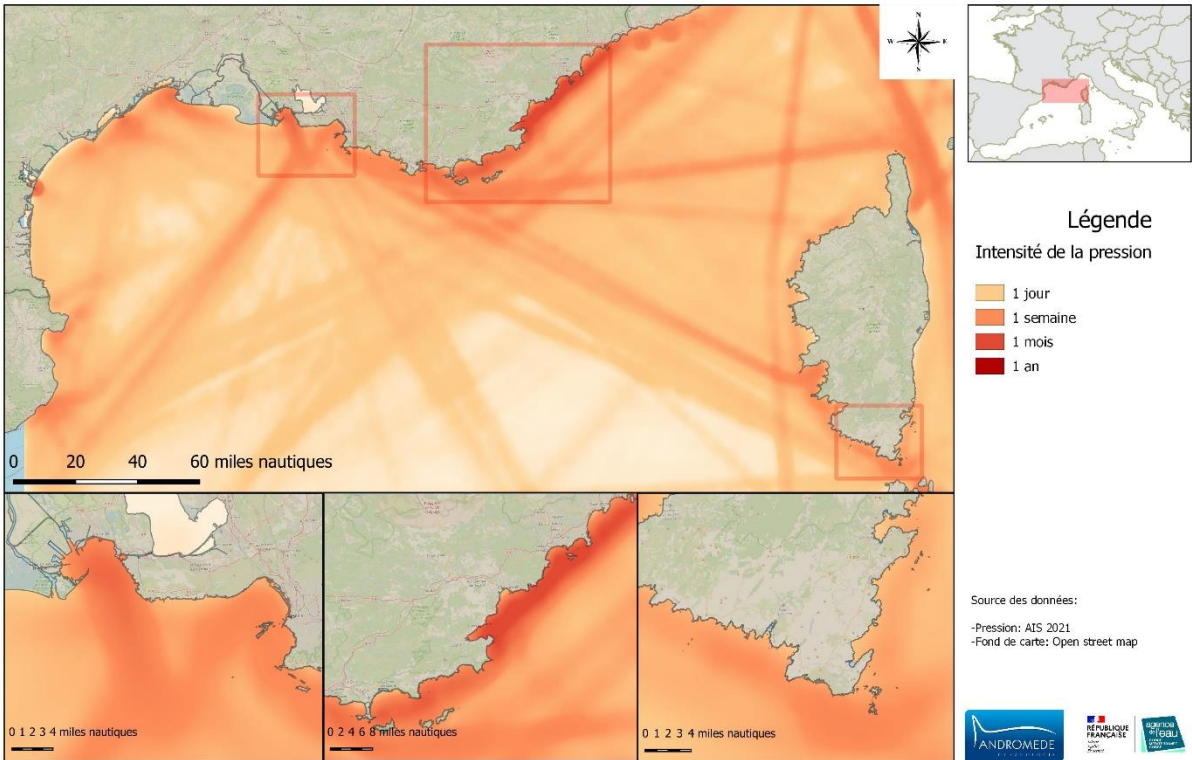 N
W E
S
Légende
Intensité de la pression
1 jour
1 semaine
1 mois
1 an
0 20 40 60 miles nautiques
0 1 2 3 4 miles nautiques
0 2 4 6 8 miles nautiques
0 1 2 3 4 miles nautiques
Source des données:
-Pression: AIS 2021
-Fond de carte: Open street map
ANDROMEDE
RÉPUBLIQUE
FRANÇAISE
agence
de l'eau